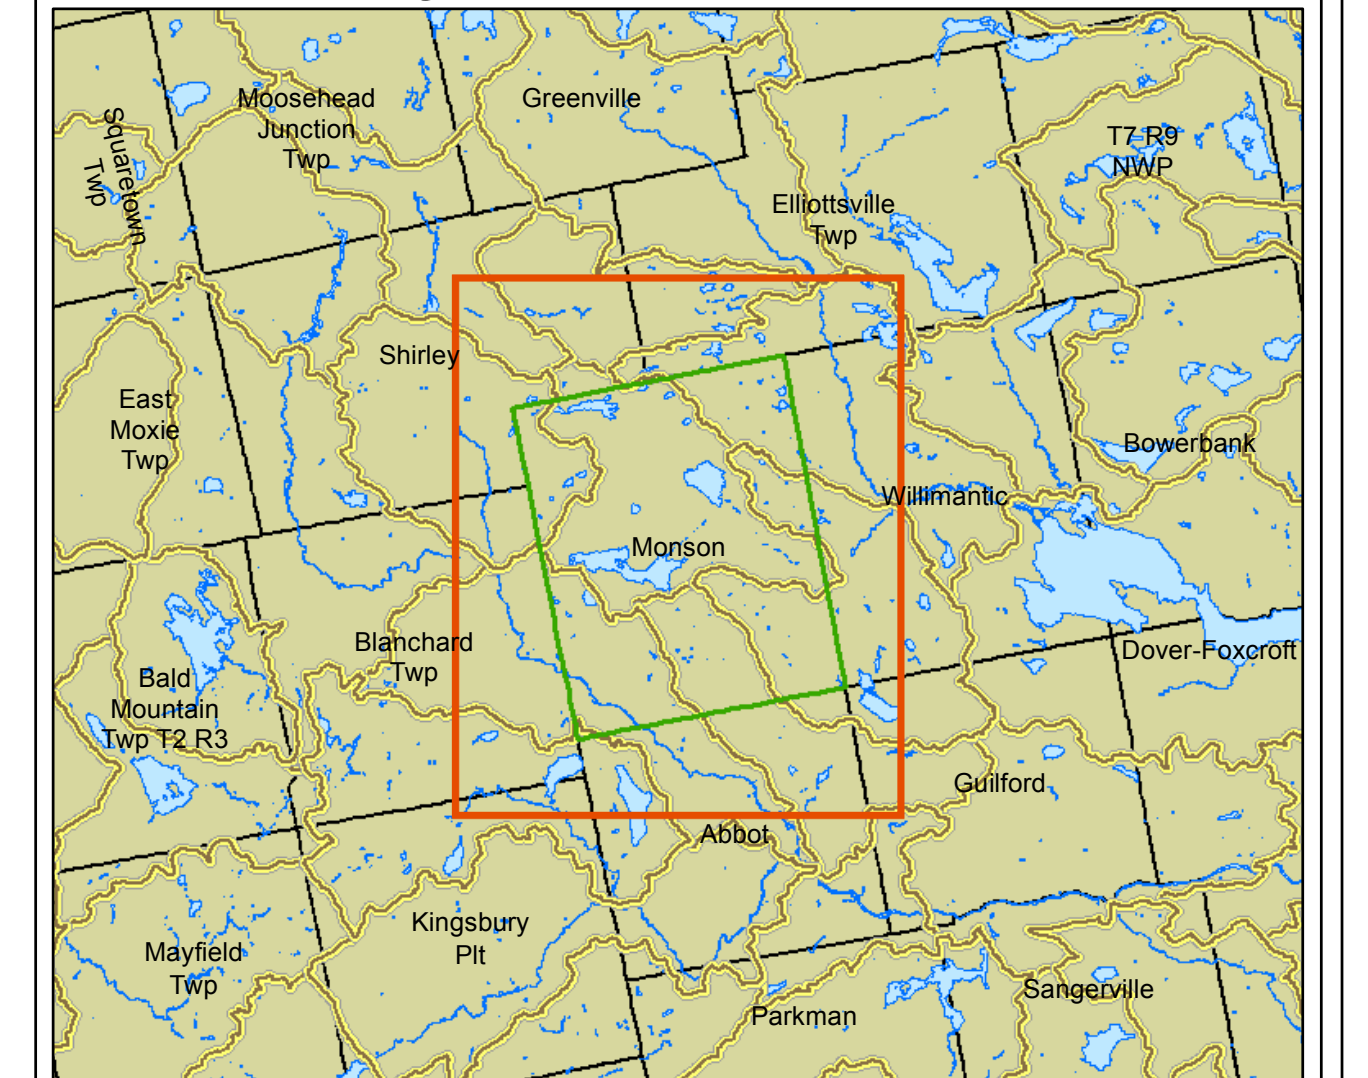 Moosehead
Junction
Twp
Greenville
Squaretown
Twp
T7 R9
NWP
Elliottsville
Twp
Shirley
East
Moxie
Twp
Bowerbank
Willimantic
Monson
Blanchard
Twp
Dover-Foxcroft
Bald
Mountain
Twp T2 R3
Guilford
Abbot
Kingsbury
Plt
Mayfield
Twp
Sangerville
Parkman